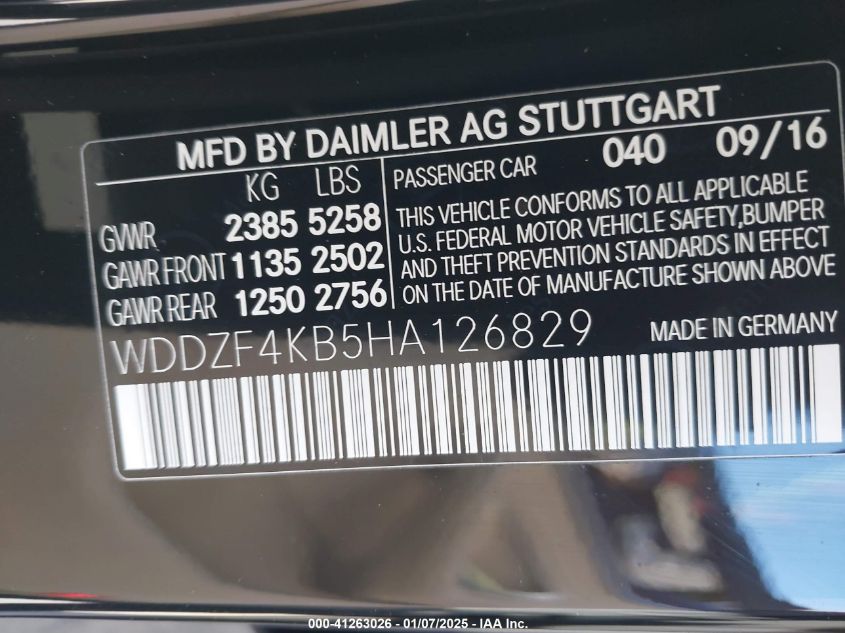 MFD BY DAIMLER AG STUTTGART
KG LBS
GVWR 2385 5258
GAWR FRONT 1135 2502
GAWR REAR 1250 2756
PASSENGER CAR 040 09/16
THIS VEHICLE CONFORMS TO ALL APPLICABLE
U.S. FEDERAL MOTOR VEHICLE SAFETY,BUMPER
AND THEFT PREVENTION STANDARDS IN EFFECT
ON THE DATE OF MANUFACTURE SHOWN ABOVE
WDDZF4KB5HA126829 MADE IN GERMANY
000-41263026 - 01/07/2025 - IAA Inc.